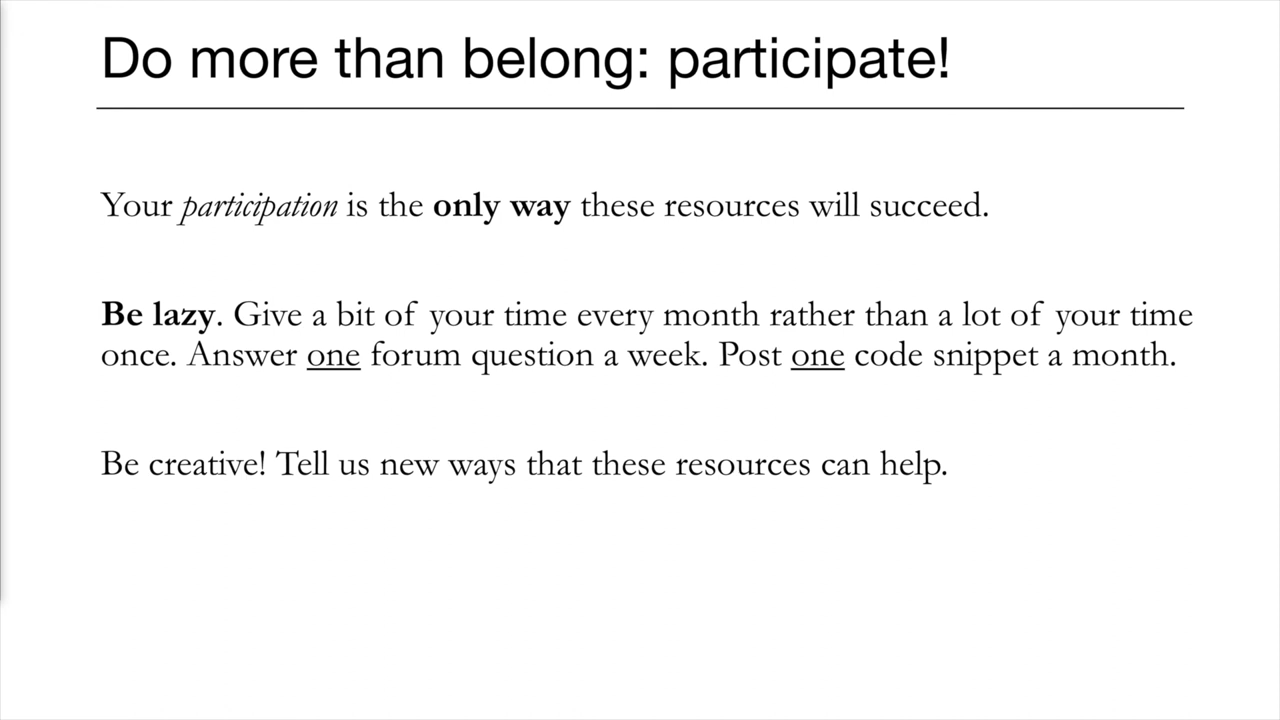 Do more than belong: participate!
Your participation is the only way these resources will succeed.
Be lazy. Give a bit of your time every month rather than a lot of your time
once. Answer one forum question a week. Post one code snippet a month.
Be creative! Tell us new ways that these resources can help.